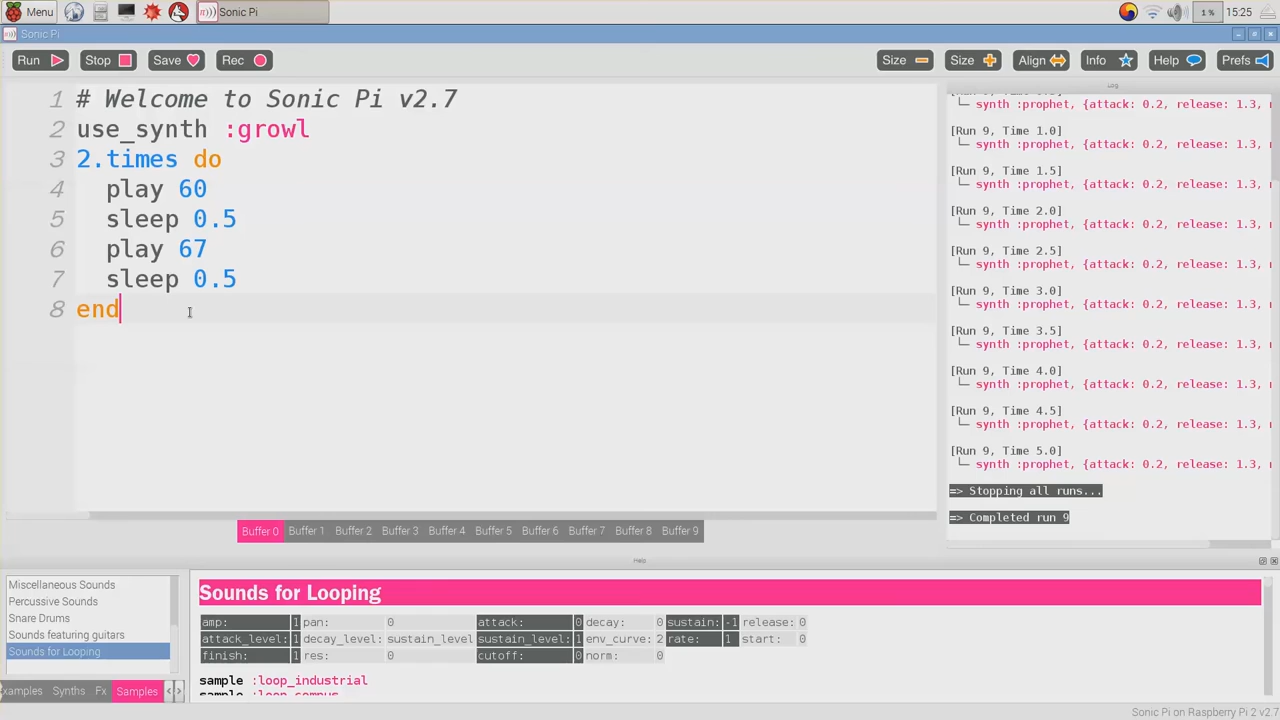 Menu
Sonic Pi
1 %
15:25
Sonic Pi
Run
Stop
Save
Rec
Size
Size
Align
Info
Help
Prefs
1 # Welcome to Sonic Pi v2.7
2 use_synth :growl
3 2.times do
4 play 60
5 sleep 0.5
6 play 67
7 sleep 0.5
8 end
Log
synth :prophet, {attack: 0.2, release: 1.3,
[Run 9, Time 1.0]
synth :prophet, {attack: 0.2, release: 1.3,
[Run 9, Time 1.5]
synth :prophet, {attack: 0.2, release: 1.3,
[Run 9, Time 2.0]
synth :prophet, {attack: 0.2, release: 1.3,
[Run 9, Time 2.5]
synth :prophet, {attack: 0.2, release: 1.3,
[Run 9, Time 3.0]
synth :prophet, {attack: 0.2, release: 1.3,
[Run 9, Time 3.5]
synth :prophet, {attack: 0.2, release: 1.3,
[Run 9, Time 4.0]
synth :prophet, {attack: 0.2, release: 1.3,
[Run 9, Time 4.5]
synth :prophet, {attack: 0.2, release: 1.3,
[Run 9, Time 5.0]
synth :prophet, {attack: 0.2, release: 1.3,
=> Stopping all runs...
=> Completed run 9
Buffer 0 Buffer 1 Buffer 2 Buffer 3 Buffer 4 Buffer 5 Buffer 6 Buffer 7 Buffer 8 Buffer 9
Help
Miscellaneous Sounds
Percussive Sounds
Snare Drums
Sounds featuring guitars
Sounds for Looping
xamples Synths Fx Samples
Sounds for Looping
amp: 1 pan: 0 attack: 0 decay: 0 sustain: -1 release: 0
attack_level: 1 decay_level: sustain_level sustain_level: 1 env_curve: 2 rate: 1 start: 0
finish: 1 res: 0 cutoff: 0 norm: 0
sample :loop_industrial
sample :loop_compus
Sonic Pi on Raspberry Pi 2 v2.7